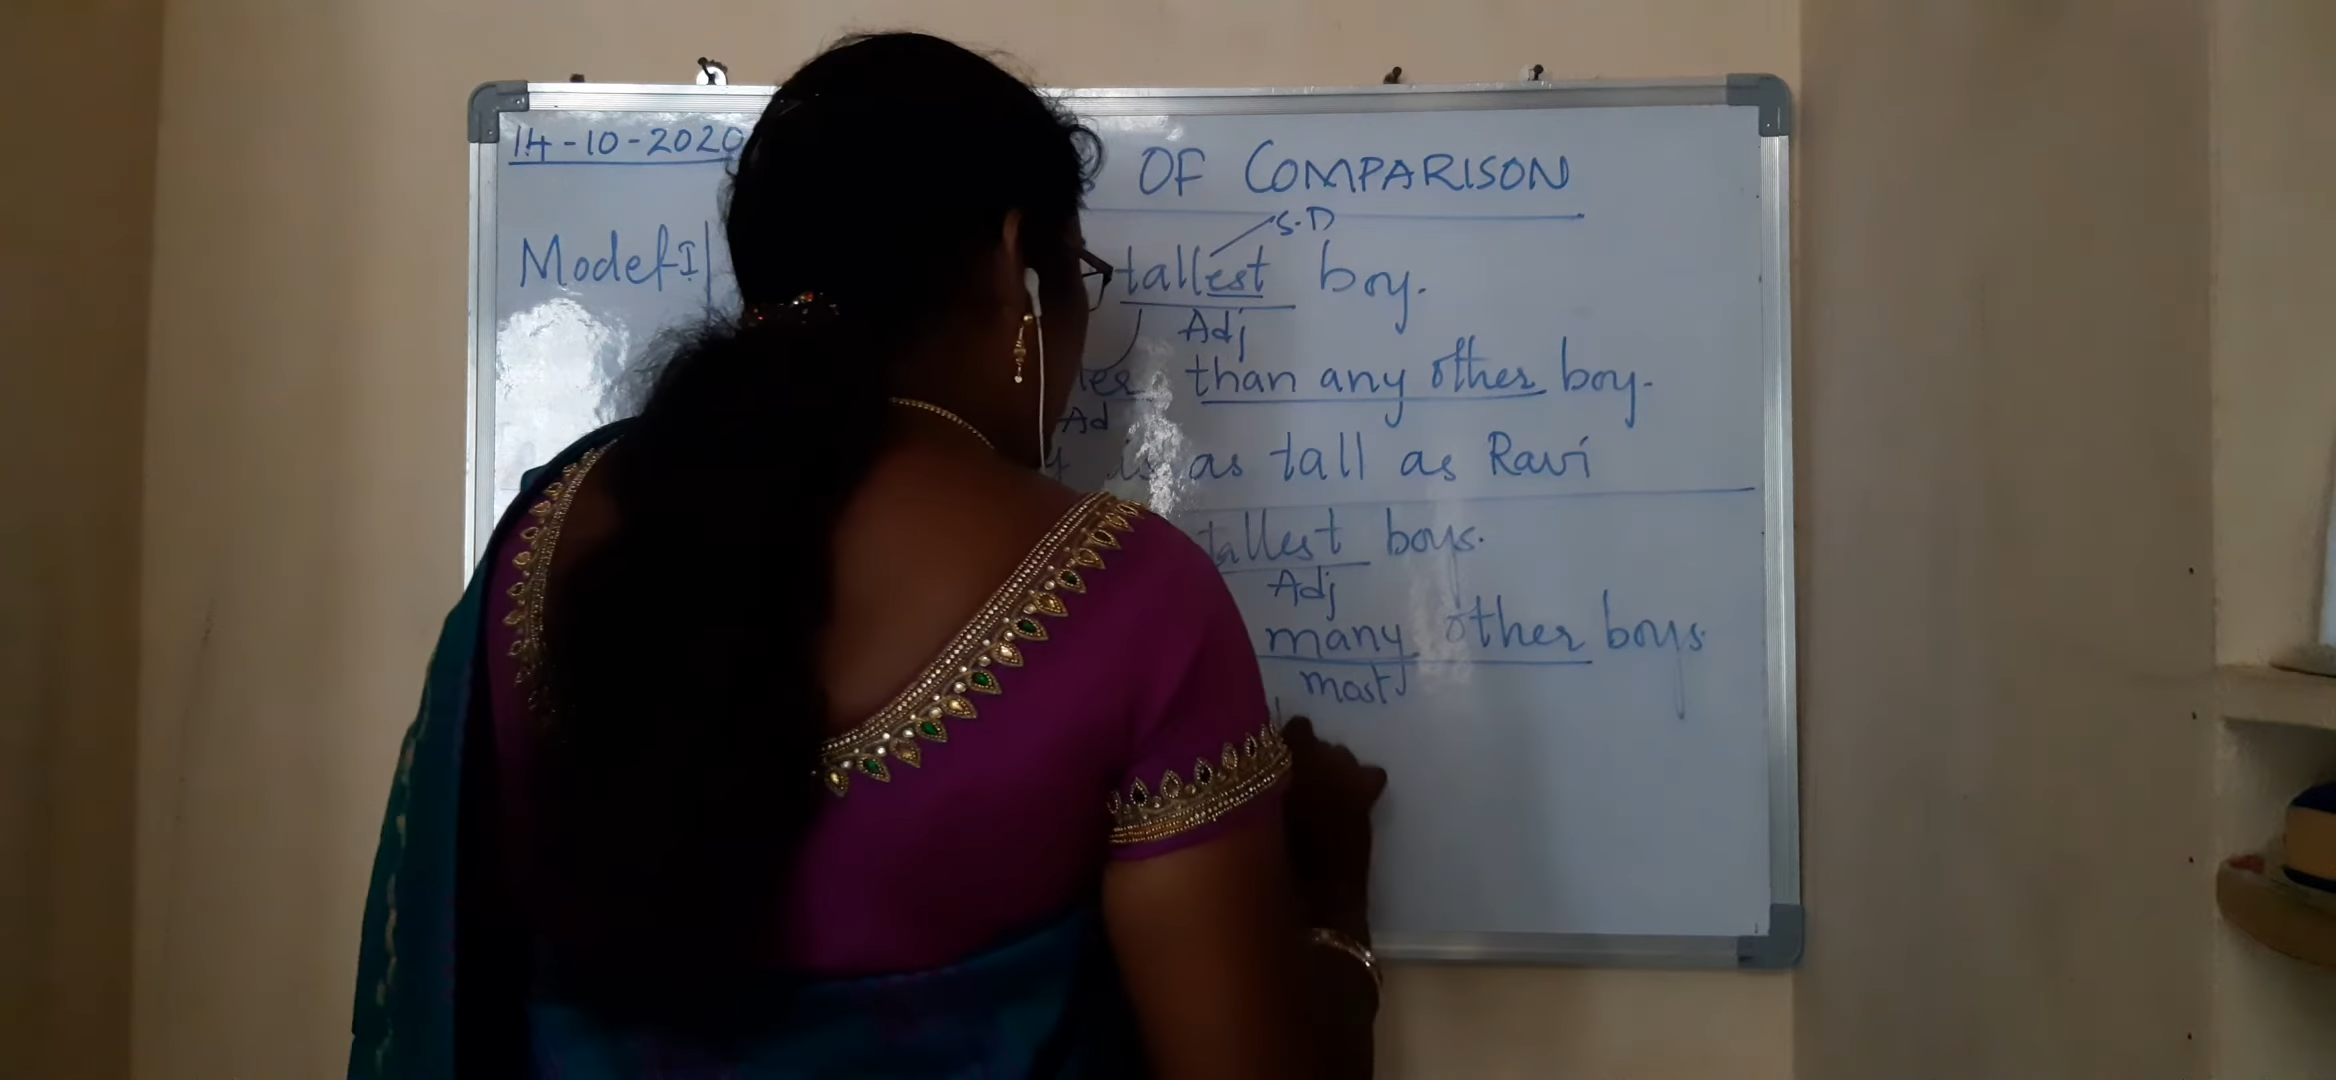 14-10-2020
OF COMPARISON
S.D
Model-I tallest boy.
Adj
than any other boy.
Ad
is as tall as Ravi
tallest boys.
Adj
many other boys
most